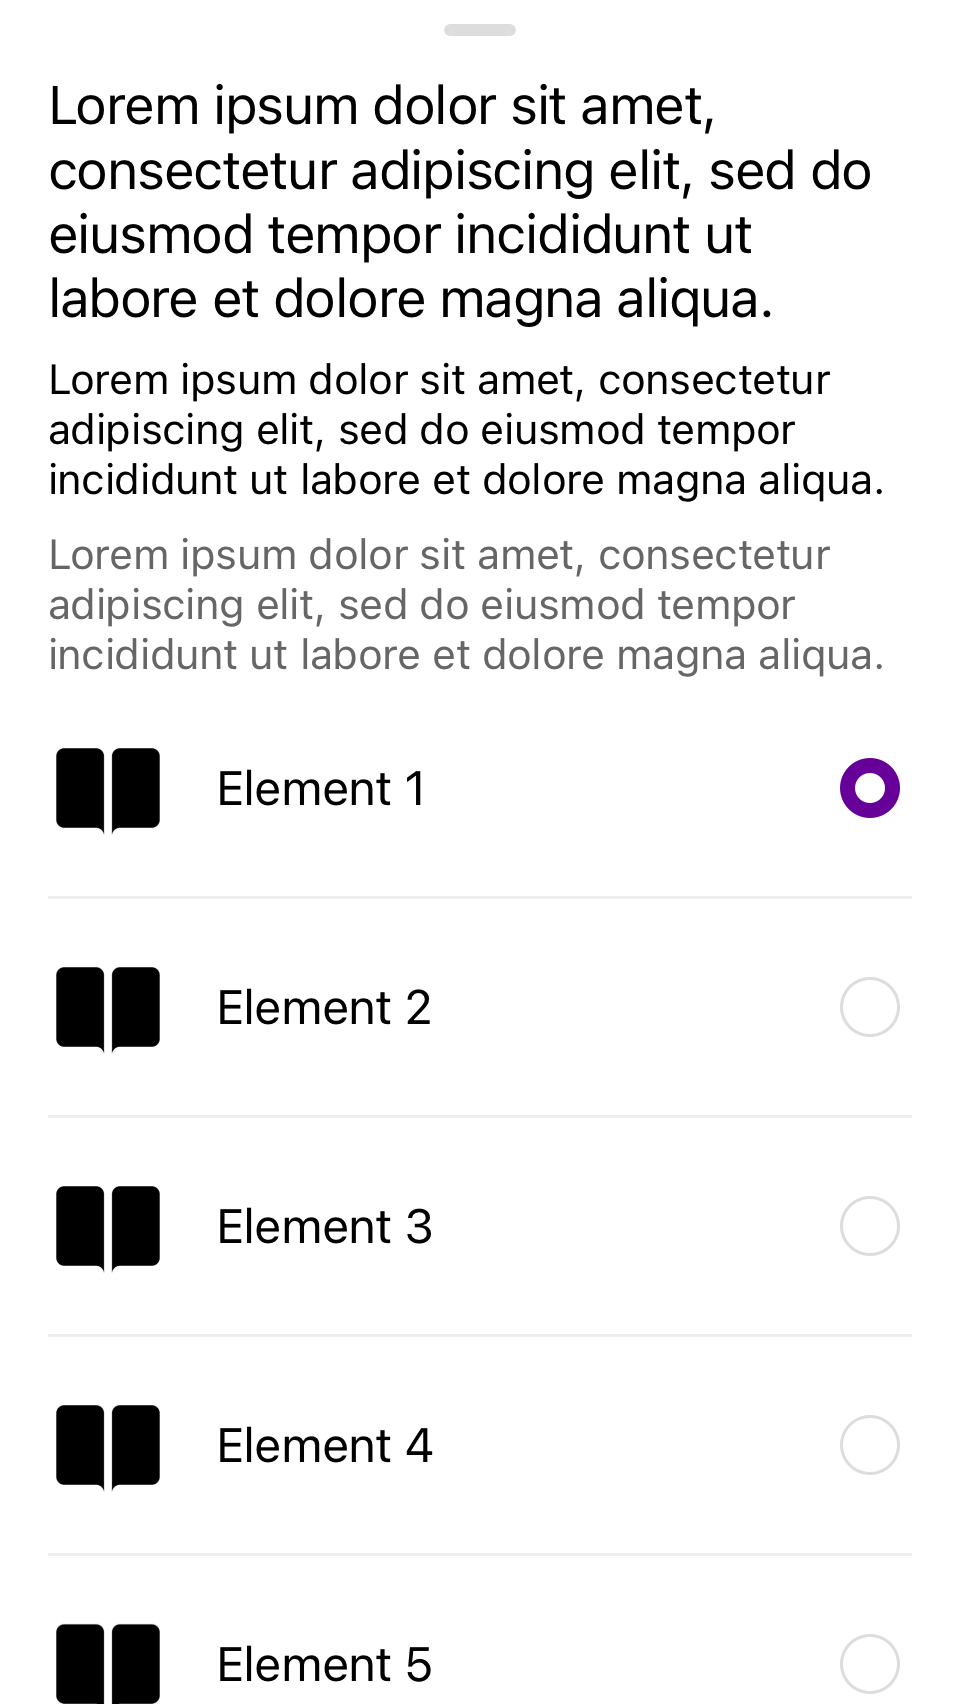 Lorem ipsum dolor sit amet,
consectetur adipiscing elit, sed do
eiusmod tempor incididunt ut
labore et dolore magna aliqua.
Lorem ipsum dolor sit amet, consectetur
adipiscing elit, sed do eiusmod tempor
incididunt ut labore et dolore magna aliqua.
Lorem ipsum dolor sit amet, consectetur
adipiscing elit, sed do eiusmod tempor
incididunt ut labore et dolore magna aliqua.
Element 1
Element 2
Element 3
Element 4
Element 5